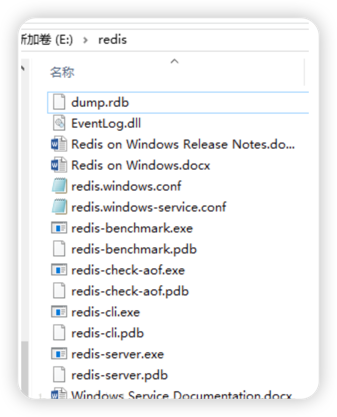 新加卷 (E:) > redis
名称
dump.rdb
EventLog.dll
Redis on Windows Release Notes.do...
Redis on Windows.docx
redis.windows.conf
redis.windows-service.conf
redis-benchmark.exe
redis-benchmark.pdb
redis-check-aof.exe
redis-check-aof.pdb
redis-cli.exe
redis-cli.pdb
redis-server.exe
redis-server.pdb
Windows Service Documentation.docx